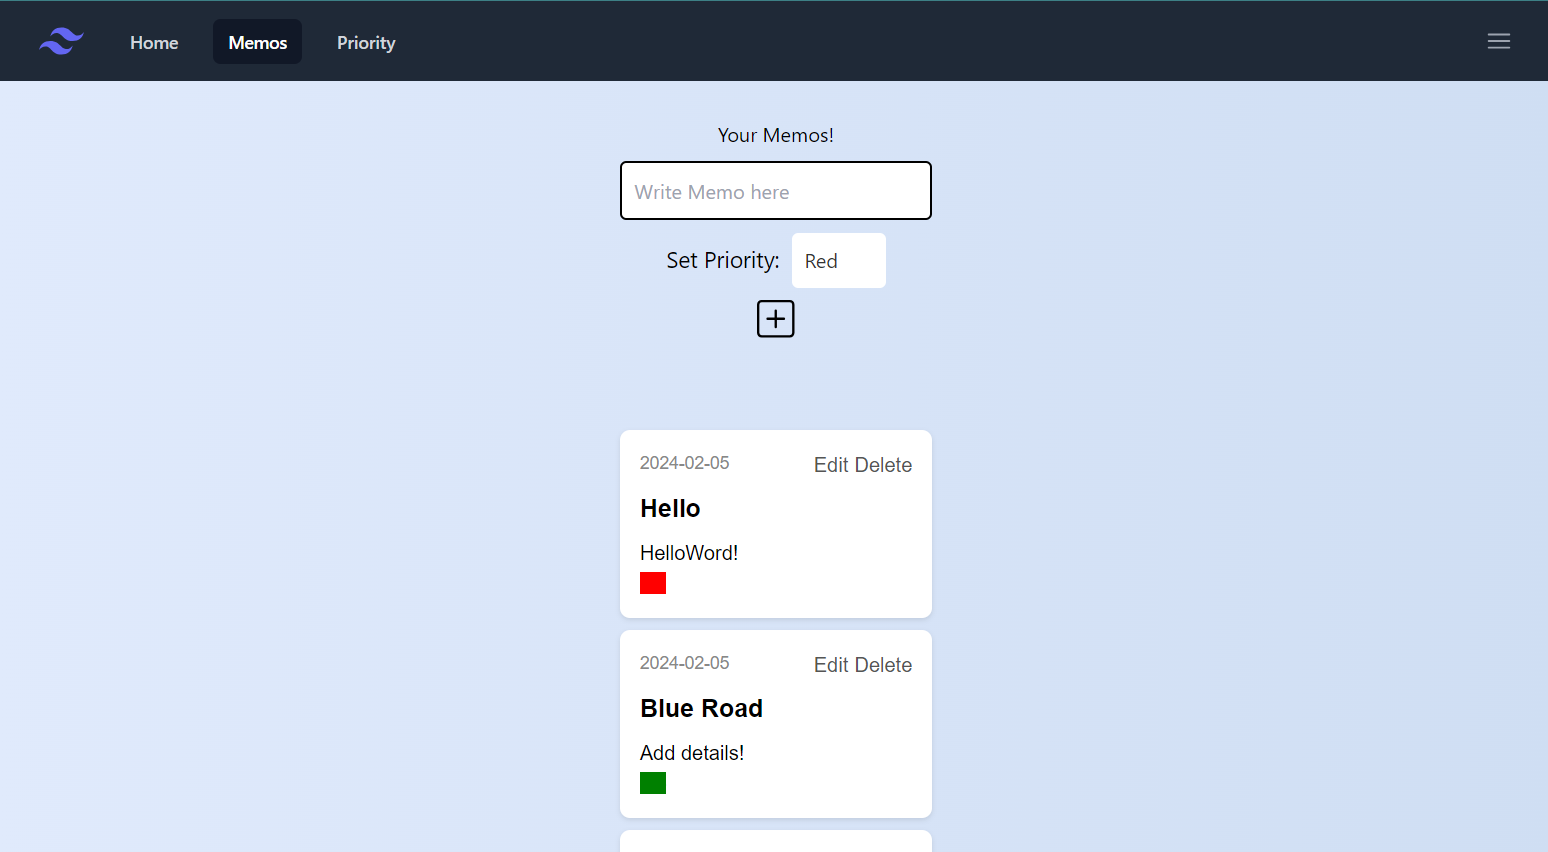 Home Memos Priority
Your Memos!
Write Memo here
Set Priority: Red
2024-02-05 Edit Delete
Hello
HelloWord!
2024-02-05 Edit Delete
Blue Road
Add details!